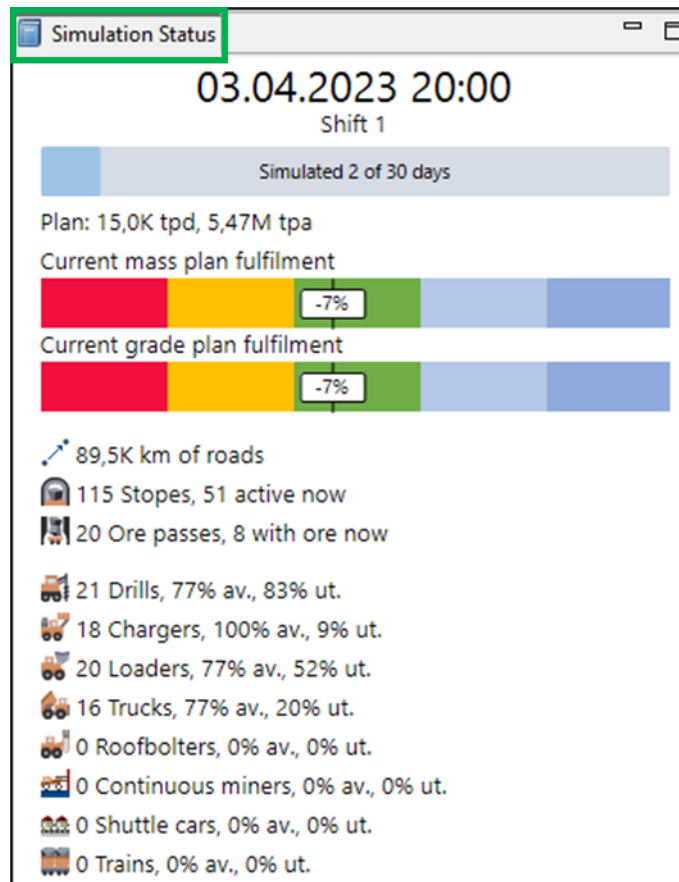 Simulation Status
03.04.2023 20:00
Shift 1
Simulated 2 of 30 days
Plan: 15,0K tpd, 5,47M tpa
Current mass plan fulfilment
-7%
Current grade plan fulfilment
-7%
89,5K km of roads
115 Stopes, 51 active now
20 Ore passes, 8 with ore now
21 Drills, 77% av., 83% ut.
18 Chargers, 100% av., 9% ut.
20 Loaders, 77% av., 52% ut.
16 Trucks, 77% av., 20% ut.
0 Roofbolters, 0% av., 0% ut.
0 Continuous miners, 0% av., 0% ut.
0 Shuttle cars, 0% av., 0% ut.
0 Trains, 0% av., 0% ut.